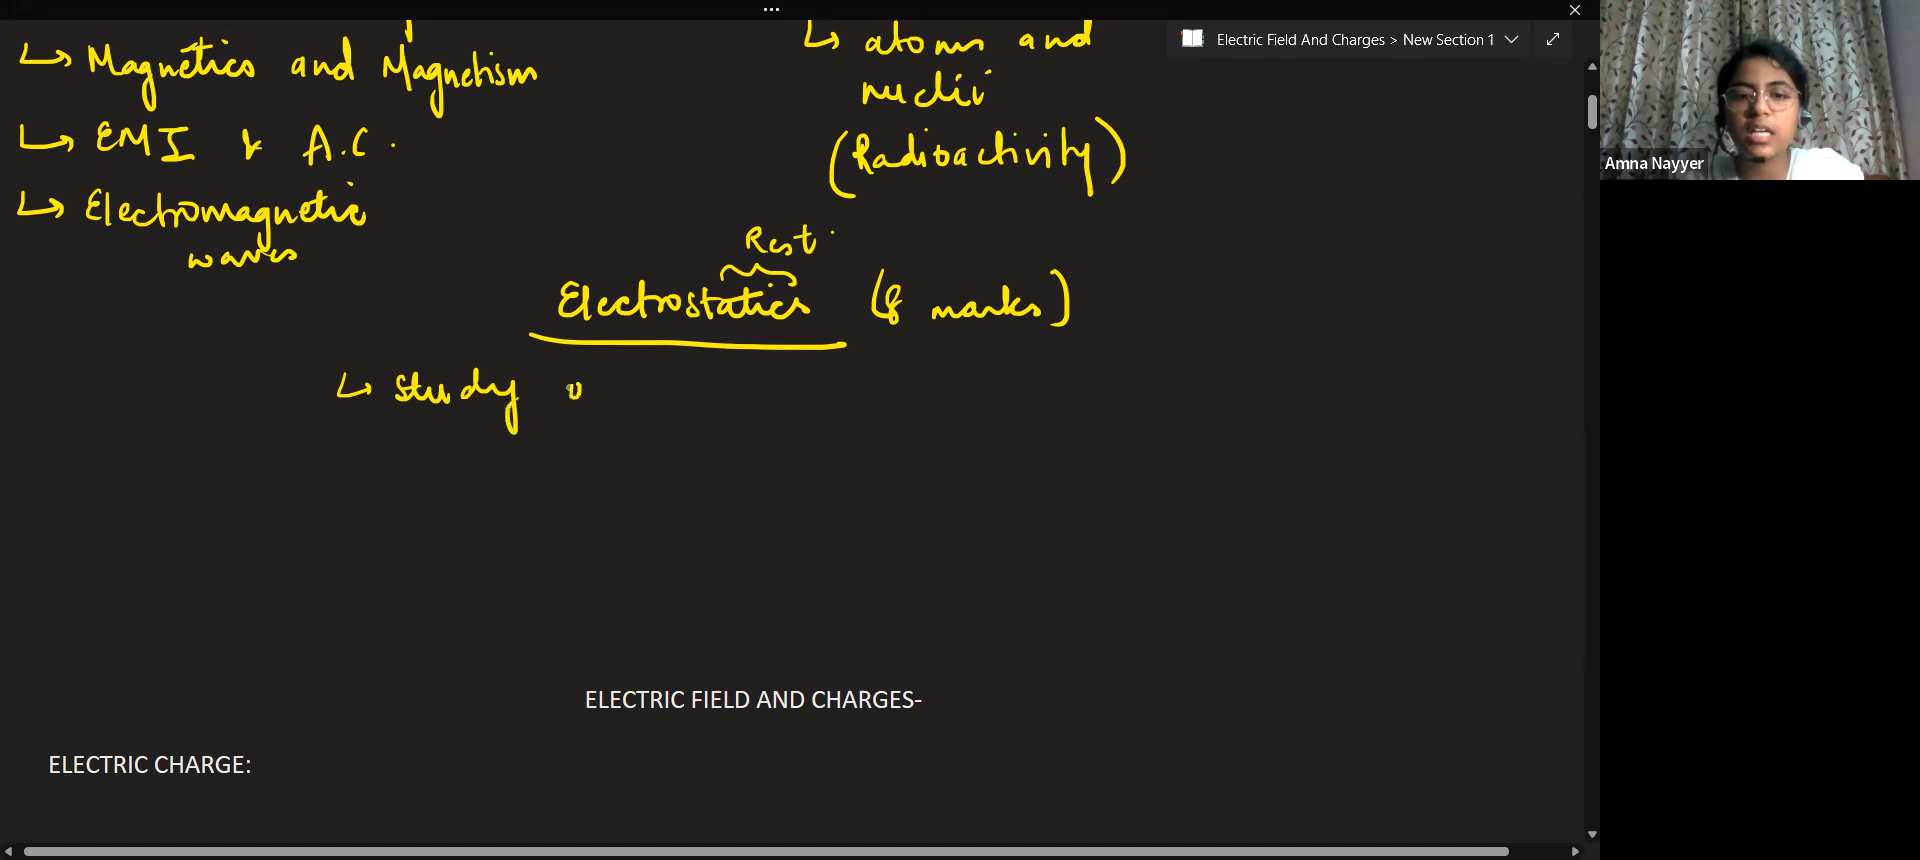 Electric Field And Charges > New Section 1
Amna Nayyer
↳ Magnetics and Magnetism
↳ EMI & A.C.
↳ Electromagnetic
waves
↳ atoms and
nuclii
(Radioactivity)
Rest
Electrostatics (8 marks)
↳ Study o
ELECTRIC FIELD AND CHARGES-
ELECTRIC CHARGE: